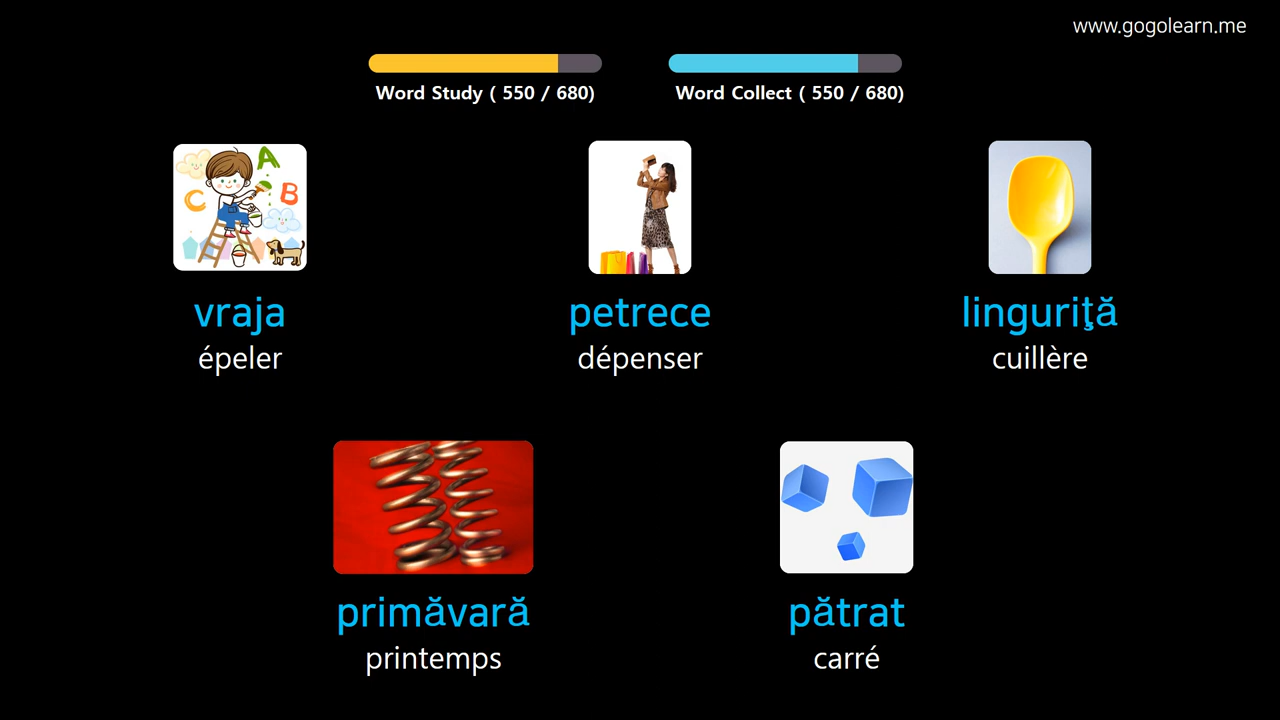 www.gogolearn.me
Word Study ( 550 / 680)
Word Collect ( 550 / 680)
A
C
B
vraja
épeler
petrece
dépenser
linguriţă
cuillère
primăvară
printemps
pătrat
carré